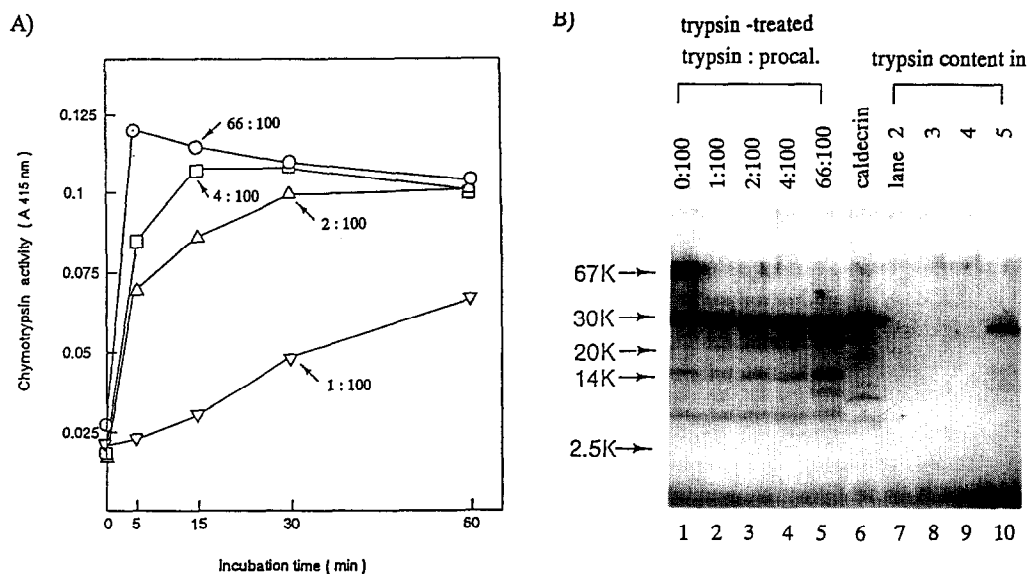 A)
Chymotrypsin activity ( A 415 nm )
0.125
0.1
0.075
0.05
0.025
66 : 100
4 : 100
2 : 100
1 : 100
0
5
15
30
60
Incubation time ( min )
B)
trypsin -treated
trypsin : procal.
trypsin content in
0:100
1:100
2:100
4:100
66:100
caldecrin
lane 2
3
4
5
67K
30K
20K
14K
2.5K
1 2 3 4 5 6 7 8 9 10